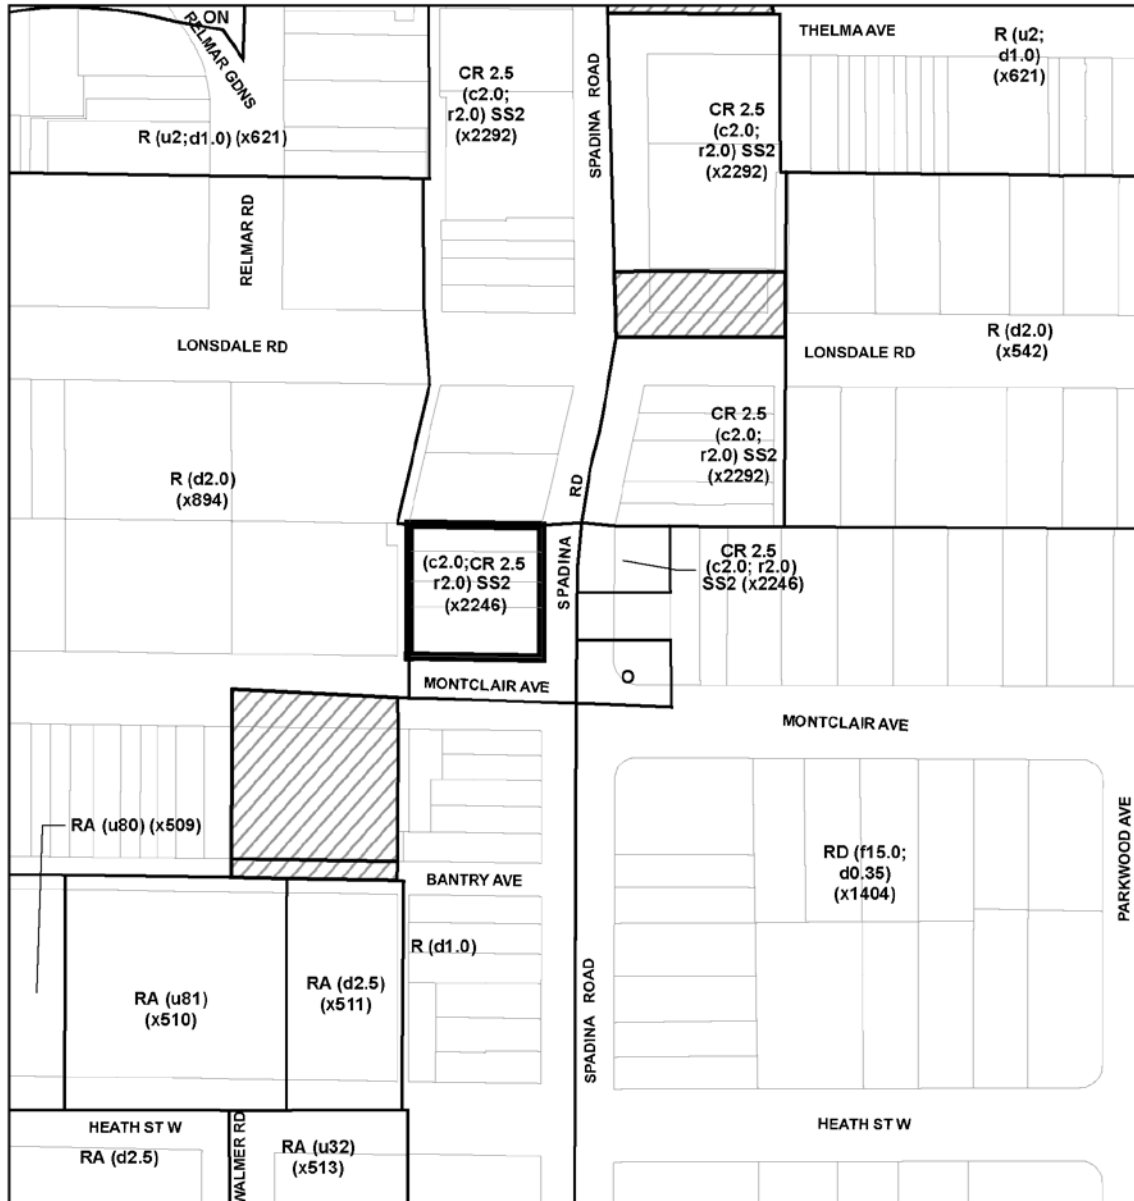 ON
RELMAR GDNS
R (u2;d1.0) (x621)
CR 2.5
(c2.0;
r2.0) SS2
(x2292)
SPADINA ROAD
CR 2.5
(c2.0;
r2.0) SS2
(x2292)
THELMA AVE
R (u2;
d1.0)
(x621)
RELMAR RD
LONSDALE RD
LONSDALE RD
R (d2.0)
(x542)
R (d2.0)
(x894)
CR 2.5
(c2.0;
r2.0) SS2
(x2292)
SPADINA RD
(c2.0;CR 2.5
r2.0) SS2
(x2246)
CR 2.5
(c2.0; r2.0)
SS2 (x2246)
O
MONTCLAIR AVE
MONTCLAIR AVE
RA (u80) (x509)
BANTRY AVE
RD (f15.0;
d0.35)
(x1404)
PARKWOOD AVE
R (d1.0)
RA (u81)
(x510)
RA (d2.5)
(x511)
SPADINA ROAD
HEATH ST W
HEATH ST W
RA (d2.5)
WALMER RD
RA (u32)
(x513)